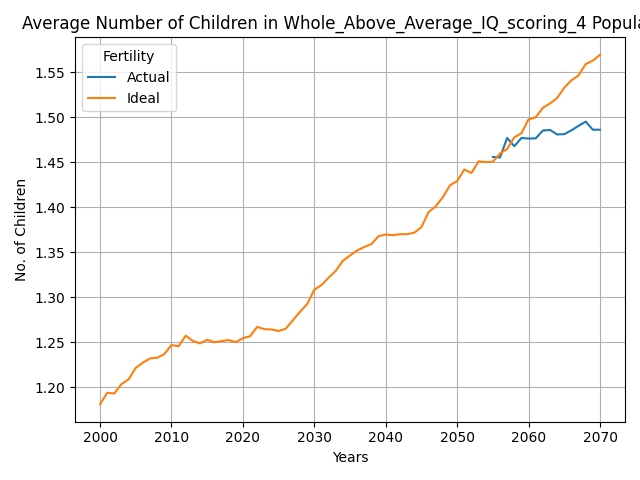 Average Number of Children in Whole_Above_Average_IQ_scoring_4 Popula
Fertility
Actual
Ideal
1.55
1.50
1.45
1.40
1.35
1.30
1.25
1.20
No. of Children
2000 2010 2020 2030 2040 2050 2060 2070
Years